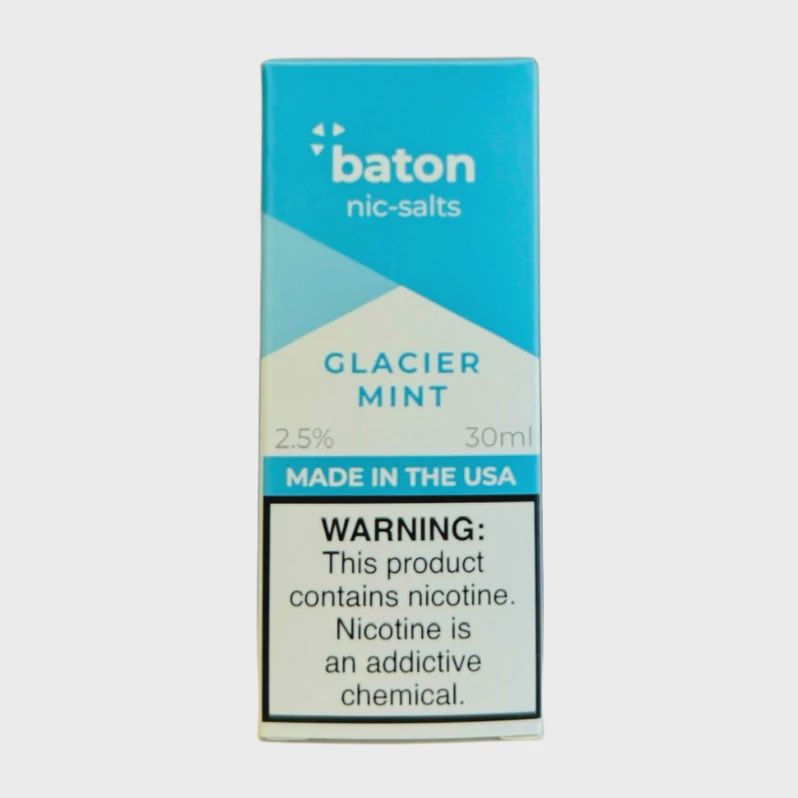 baton
nic-salts
GLACIER
MINT
2.5% 30ml
MADE IN THE USA
WARNING:
This product
contains nicotine.
Nicotine is
an addictive
chemical.